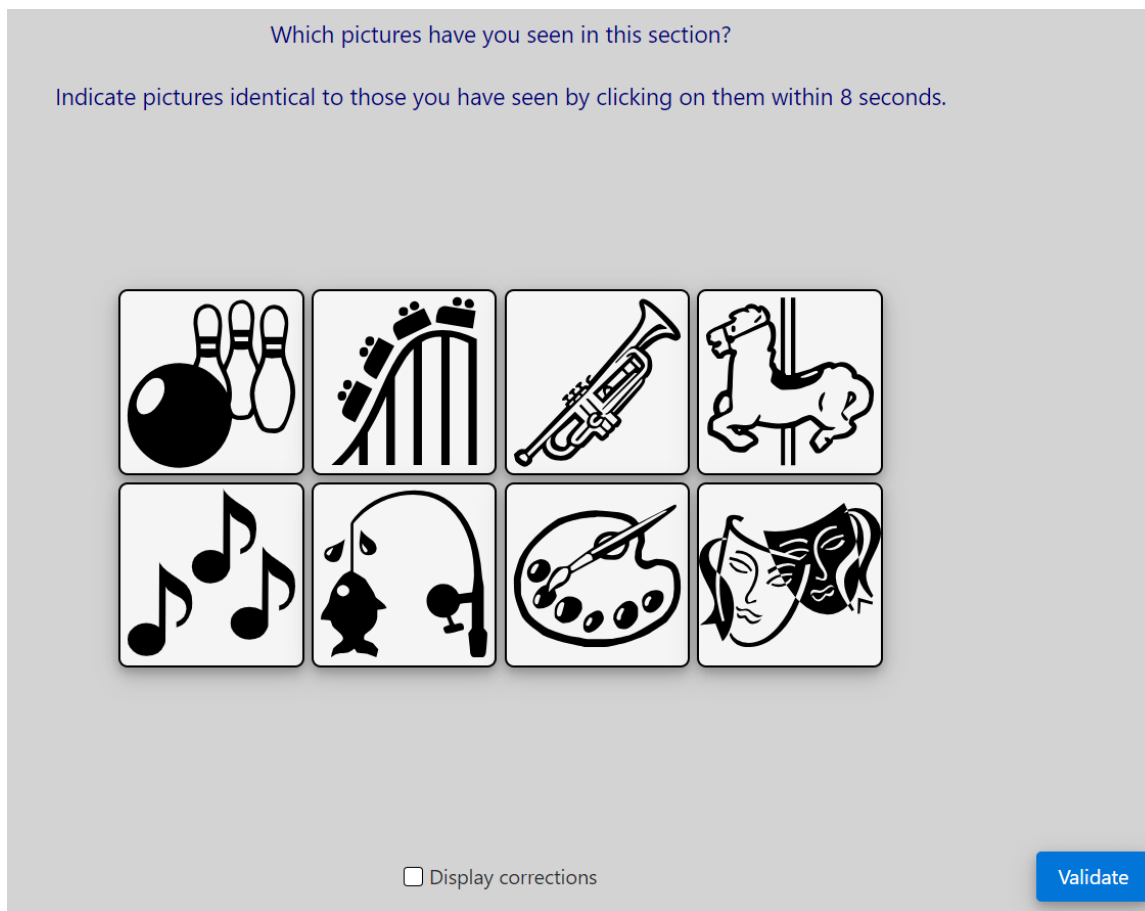 Which pictures have you seen in this section?
Indicate pictures identical to those you have seen by clicking on them within 8 seconds.
Display corrections
Validate